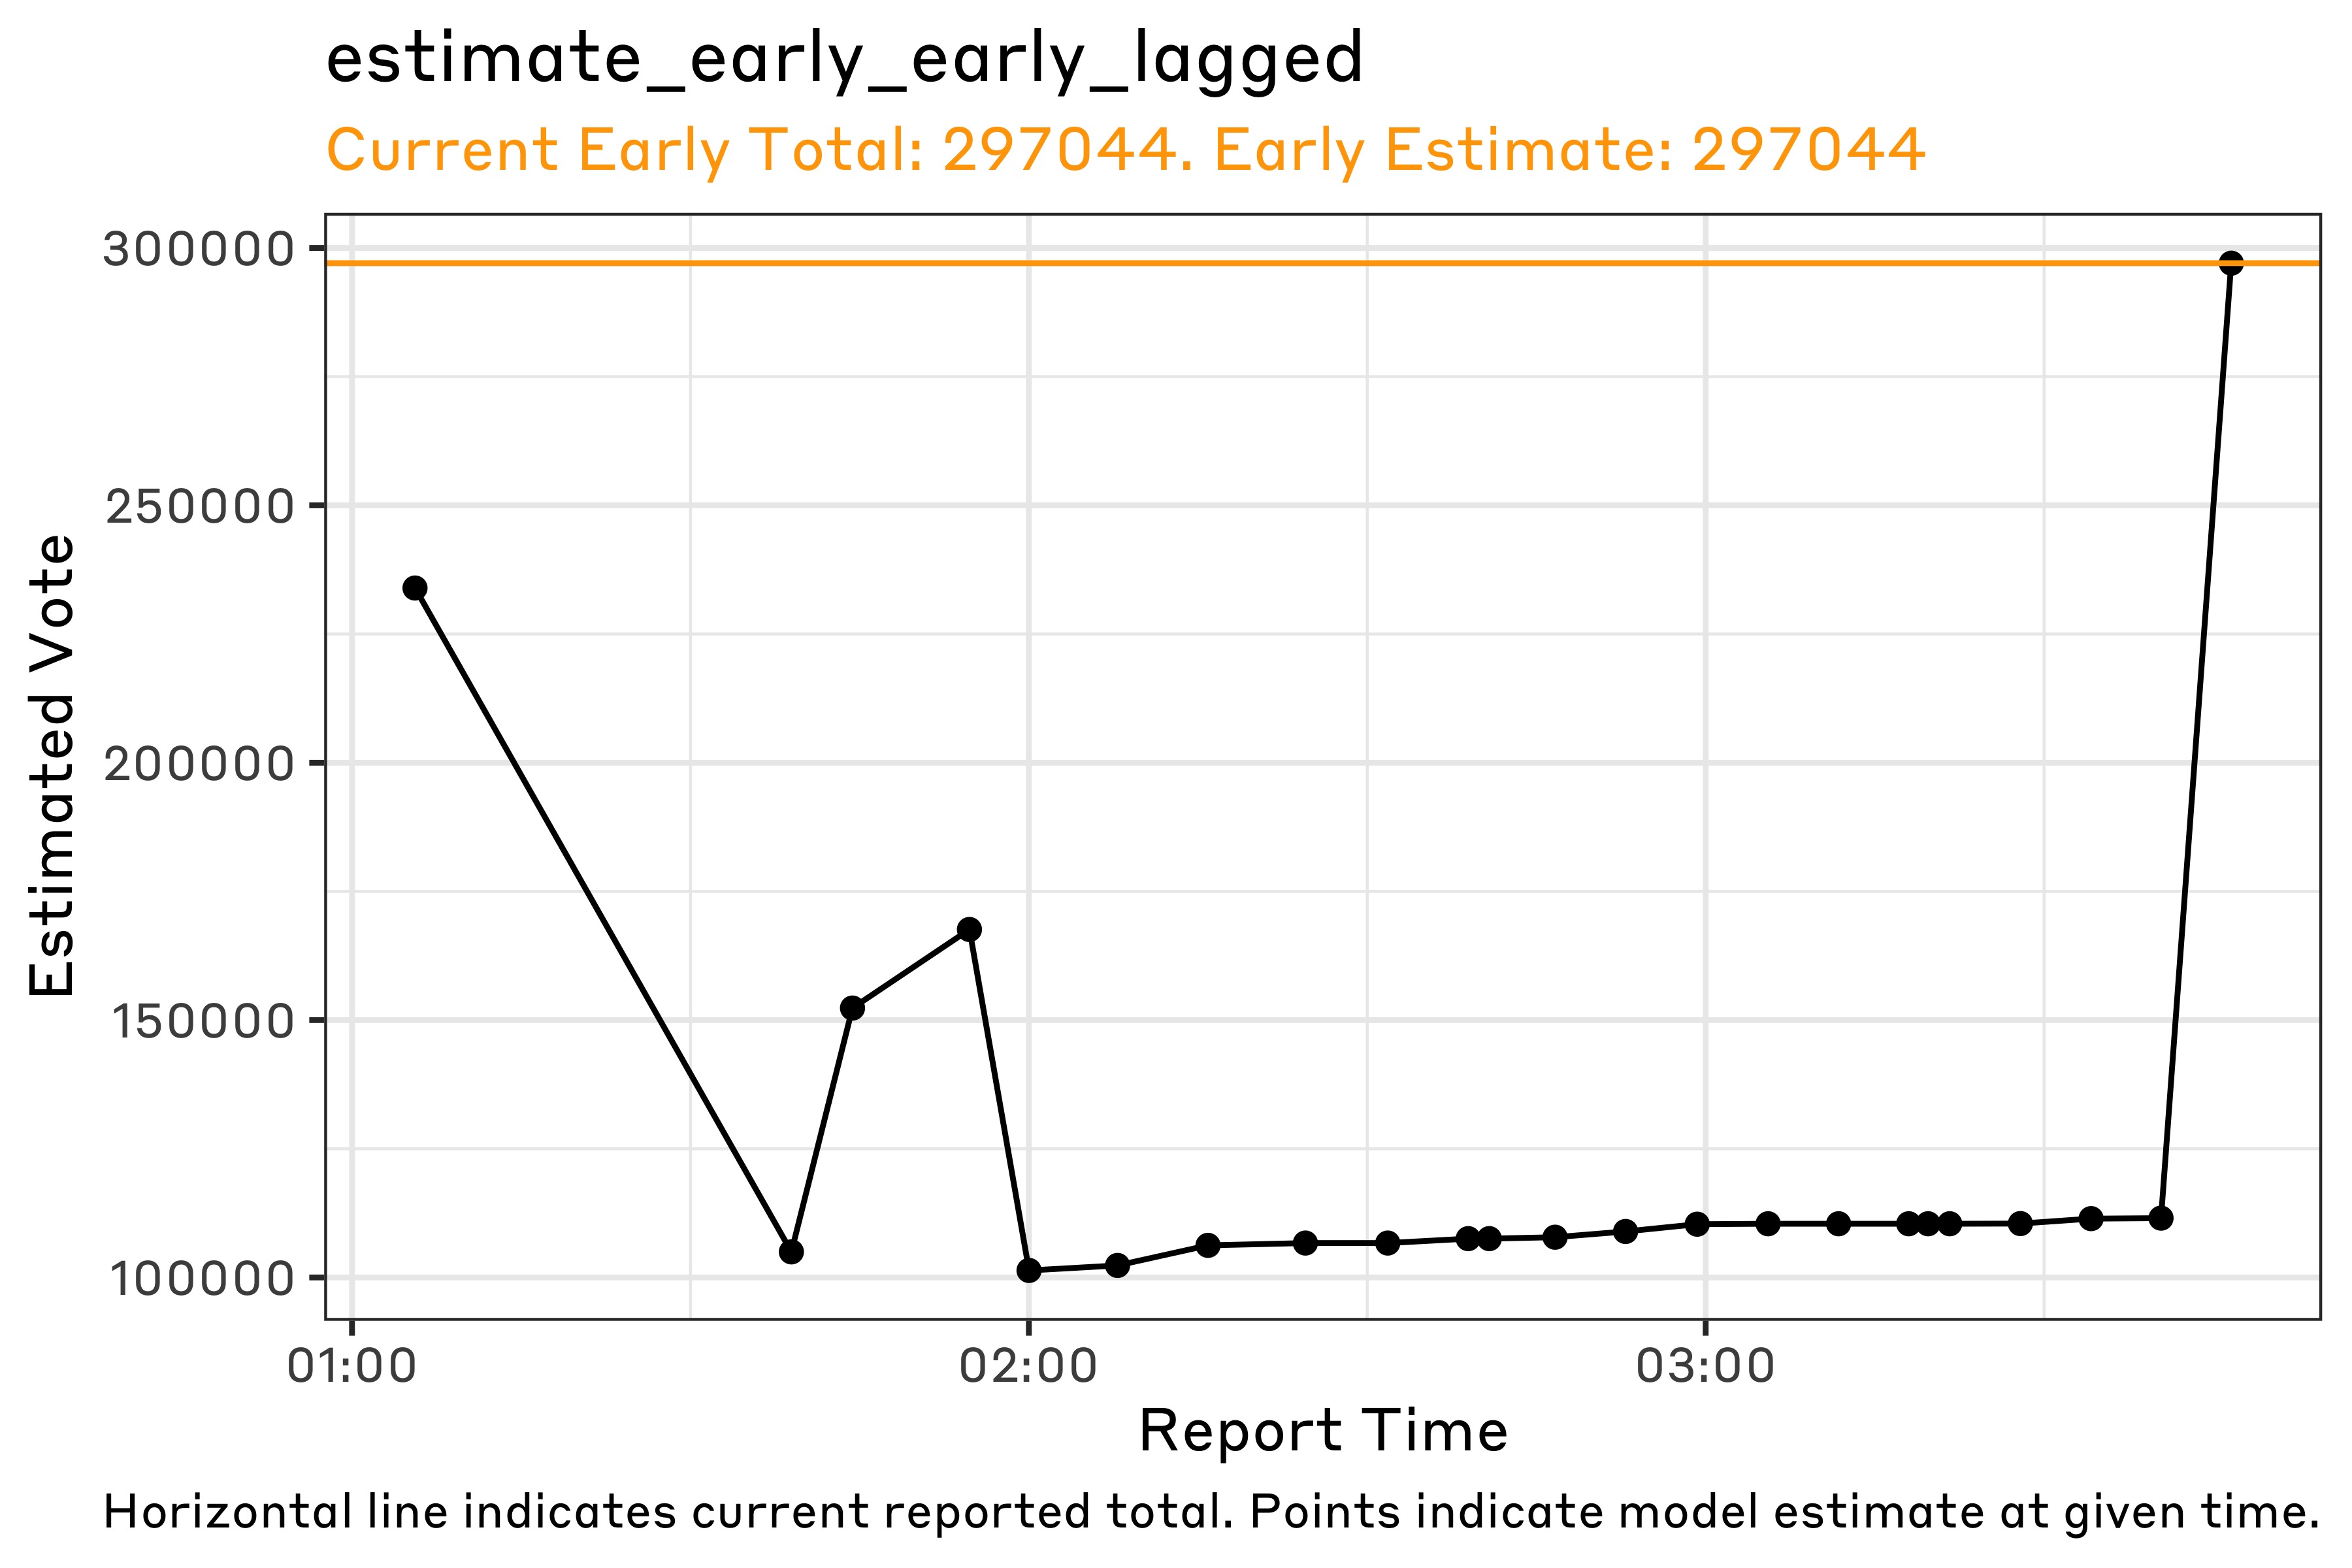 estimate_early_early_lagged
Current Early Total: 297044. Early Estimate: 297044
300000
250000
200000
150000
100000
Estimated Vote
01:00 02:00 03:00
Report Time
Horizontal line indicates current reported total. Points indicate model estimate at given time.